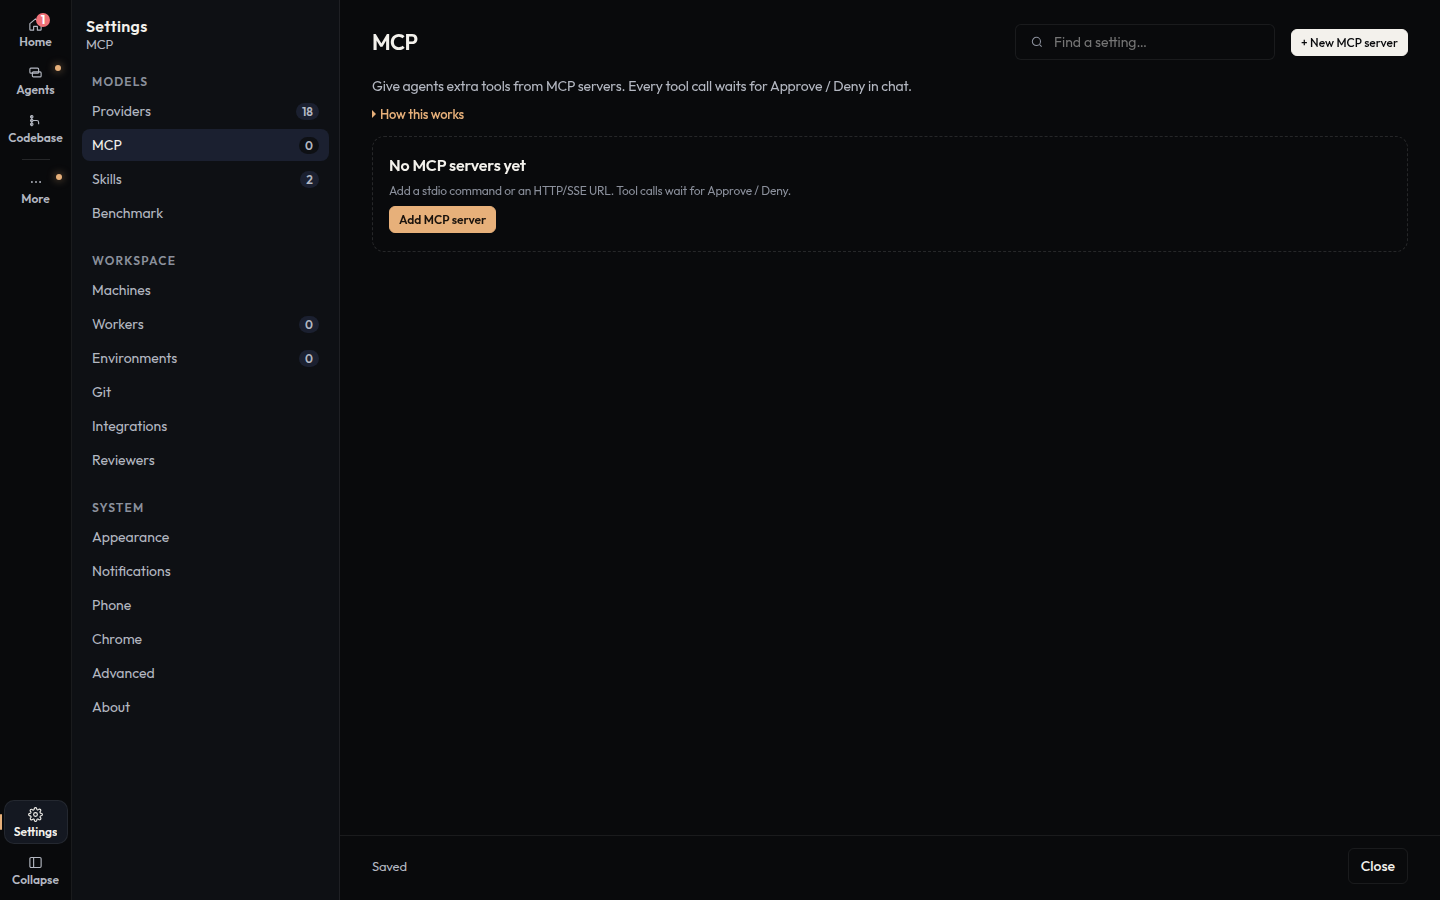 1
Home
Agents
Codebase
More
Settings
Collapse
Settings
MCP
MODELS
Providers 18
MCP 0
Skills 2
Benchmark
WORKSPACE
Machines
Workers 0
Environments 0
Git
Integrations
Reviewers
SYSTEM
Appearance
Notifications
Phone
Chrome
Advanced
About
MCP
Find a setting...
+ New MCP server
Give agents extra tools from MCP servers. Every tool call waits for Approve / Deny in chat.
How this works
No MCP servers yet
Add a stdio command or an HTTP/SSE URL. Tool calls wait for Approve / Deny.
Add MCP server
Saved
Close